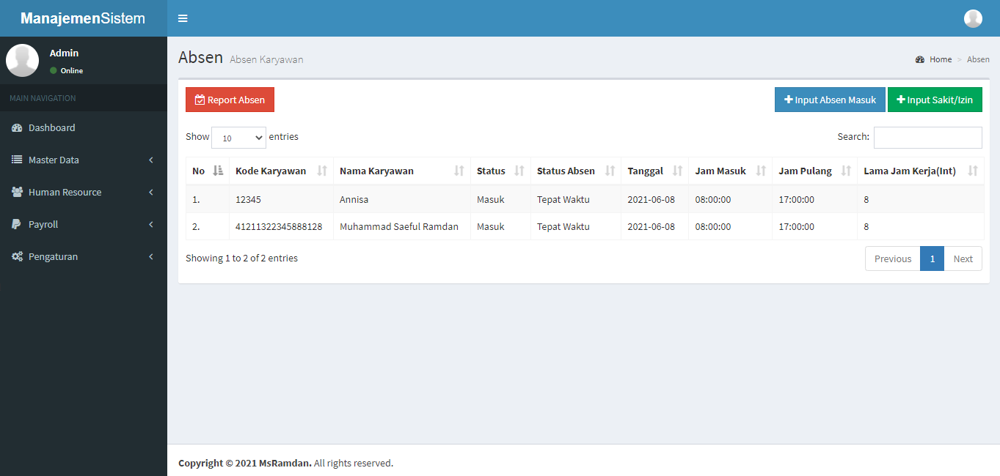 ManajemenSistem
Admin
Online
MAIN NAVIGATION
Dashboard
Master Data
Human Resource
Payroll
Pengaturan
Absen Absen Karyawan
Home > Absen
Report Absen
Input Absen Masuk Input Sakit/Izin
Show 10 entries Search:
No Kode Karyawan Nama Karyawan Status Status Absen Tanggal Jam Masuk Jam Pulang Lama Jam Kerja(Int)
1. 12345 Annisa Masuk Tepat Waktu 2021-06-08 08:00:00 17:00:00 8
2. 41211322345888128 Muhammad Saeful Ramdan Masuk Tepat Waktu 2021-06-08 08:00:00 17:00:00 8
Showing 1 to 2 of 2 entries
Previous 1 Next
Copyright © 2021 MsRamdan. All rights reserved.